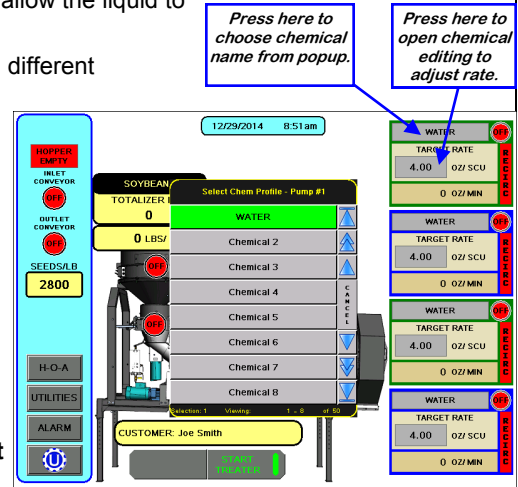 allow the liquid to
different
t
Press here to
choose chemical
name from popup.
Press here to
open chemical
editing to
adjust rate.
12/29/2014 8:51am
HOPPER
EMPTY
INLET
CONVEYOR
OFF
OUTLET
CONVEYOR
OFF
SEEDS/LB
2800
H-O-A
UTILITIES
ALARM
U
SOYBEAN
TOTALIZER
0
0 LBS/
OFF
OFF
Select Chem Profile - Pump #1
WATER
Chemical 2
Chemical 3
Chemical 4
Chemical 5
Chemical 6
Chemical 7
Chemical 8
CANCEL
Selection: 1 Viewing: 1 - 8 of 50
CUSTOMER: Joe Smith
START
TREATER
WATER OFF
TARGET RATE
4.00 OZ/ SCU
0 OZ/ MIN
RECIRC
WATER OFF
TARGET RATE
4.00 OZ/ SCU
0 OZ/ MIN
RECIRC
WATER OFF
TARGET RATE
4.00 OZ/ SCU
0 OZ/ MIN
RECIRC
WATER OFF
TARGET RATE
4.00 OZ/ SCU
0 OZ/ MIN
RECIRC